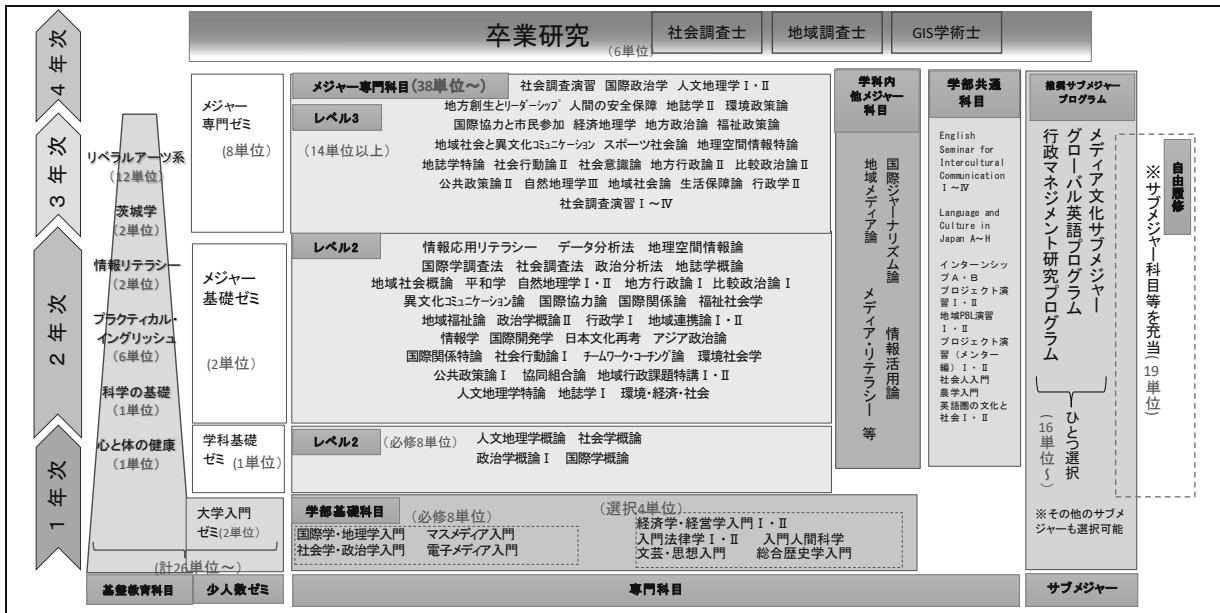 卒業研究
(6単位)
社会調査士
地域調査士
GIS学術士
4年次
3年次
2年次
1年次
リベラルアーツ系
(12単位)
茨城学
(2単位)
情報リテラシー
(2単位)
プラクティカル・
イングリッシュ
(6単位)
科学の基礎
(1単位)
心と体の健康
(1単位)
(計26単位~)
基盤教育科目
メジャー
専門ゼミ
(8単位)
メジャー
基礎ゼミ
(2単位)
学科基礎
ゼミ (1単位)
大学入門
ゼミ(2単位)
少人数ゼミ
メジャー専門科目(38単位~)
レベル3
(14単位以上)
社会調査演習 国際政治学 人文地理学Ⅰ・Ⅱ
地方創生とリーダーシップ 人間の安全保障 地誌学Ⅱ 環境政策論
国際協力と市民参加 経済地理学 地方政治論 福祉政策論
地域社会と異文化コミュニケーション スポーツ社会論 地理空間情報特論
地誌学特論 社会行動論Ⅱ 社会意識論 地方行政論Ⅱ 比較政治論Ⅱ
公共政策論Ⅱ 自然地理学Ⅲ 地域社会論 生活保障論 行政学Ⅱ
社会調査演習Ⅰ~Ⅳ
レベル2
情報応用リテラシー データ分析法 地理空間情報論
国際学調査法 社会調査法 政治分析法 地誌学概論
地域社会概論 平和学 自然地理学Ⅰ・Ⅱ 地方行政論Ⅰ 比較政治論Ⅰ
異文化コミュニケーション論 国際協力論 国際関係論 福祉社会学
地域福祉論 政治学概論Ⅱ 行政学Ⅰ 地域連携論Ⅰ・Ⅱ
情報学 国際開発学 日本文化再考 アジア政治論
国際関係特論 社会行動論Ⅰ チームワーク・コーチング論 環境社会学
公共政策論Ⅰ 協同組合論 地域行政課題特講Ⅰ・Ⅱ
人文地理学特論 地誌学Ⅰ 環境・経済・社会
レベル2
(必修8単位)
人文地理学概論 社会学概論
政治学概論Ⅰ 国際学概論
学部基礎科目
(必修8単位)
国際学・地理学入門 マスメディア入門
社会学・政治学入門 電子メディア入門
(選択4単位)
経済学・経営学入門Ⅰ・Ⅱ
入門法律学Ⅰ・Ⅱ 入門人間科学
文芸・思想入門 総合歴史学入門
専門科目
学科内
他メジャー
科目
国際ジャーナリズム論 情報活用論
地域メディア論 メディア・リテラシー 等
学部共通
科目
English
Seminar for
Intercultural
Communication
Ⅰ~Ⅳ
Language and
Culture in
Japan A~H
インターンシッ
プA・B
プロジェクト演
習Ⅰ・Ⅱ
地域PBL演習
Ⅰ・Ⅱ
プロジェクト演
習(メンター
編)Ⅰ・Ⅱ
社会人入門
農学入門
英語圏の文化と
社会Ⅰ・Ⅱ
推奨サブメジャー
プログラム
メディア文化サブメジャー
グローバル英語プログラム
行政マネジメント研究プログラム
ひとつ選択
(16単位~)
※その他のサブメ
ジャーも選択可能
サブメジャー
自由履修
※サブメジャー科目等を充当(19単位)